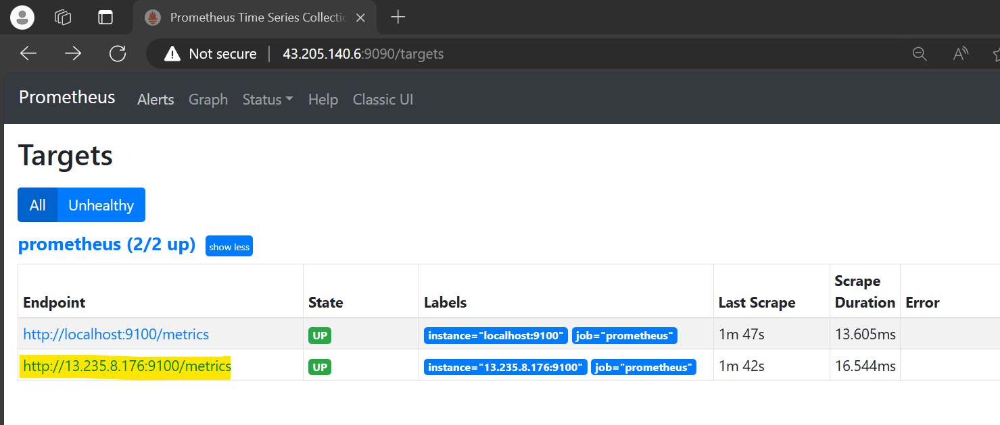 Prometheus Time Series Collectio
Not secure 43.205.140.6:9090/targets
Prometheus Alerts Graph Status Help Classic UI
Targets
All Unhealthy
prometheus (2/2 up) show less
Endpoint State Labels Last Scrape Scrape Duration Error
http://localhost:9100/metrics UP instance="localhost:9100" job="prometheus" 1m 47s 13.605ms
http://13.235.8.176:9100/metrics UP instance="13.235.8.176:9100" job="prometheus" 1m 42s 16.544ms